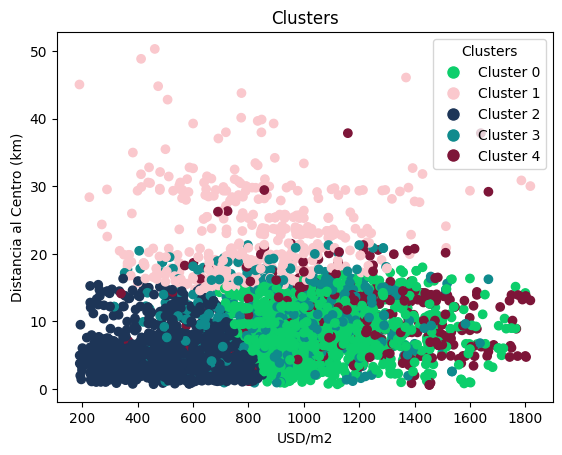 Clusters
Clusters
Cluster 0
Cluster 1
Cluster 2
Cluster 3
Cluster 4
Distancia al Centro (km)
50
40
30
20
10
0
200 400 600 800 1000 1200 1400 1600 1800
USD/m2